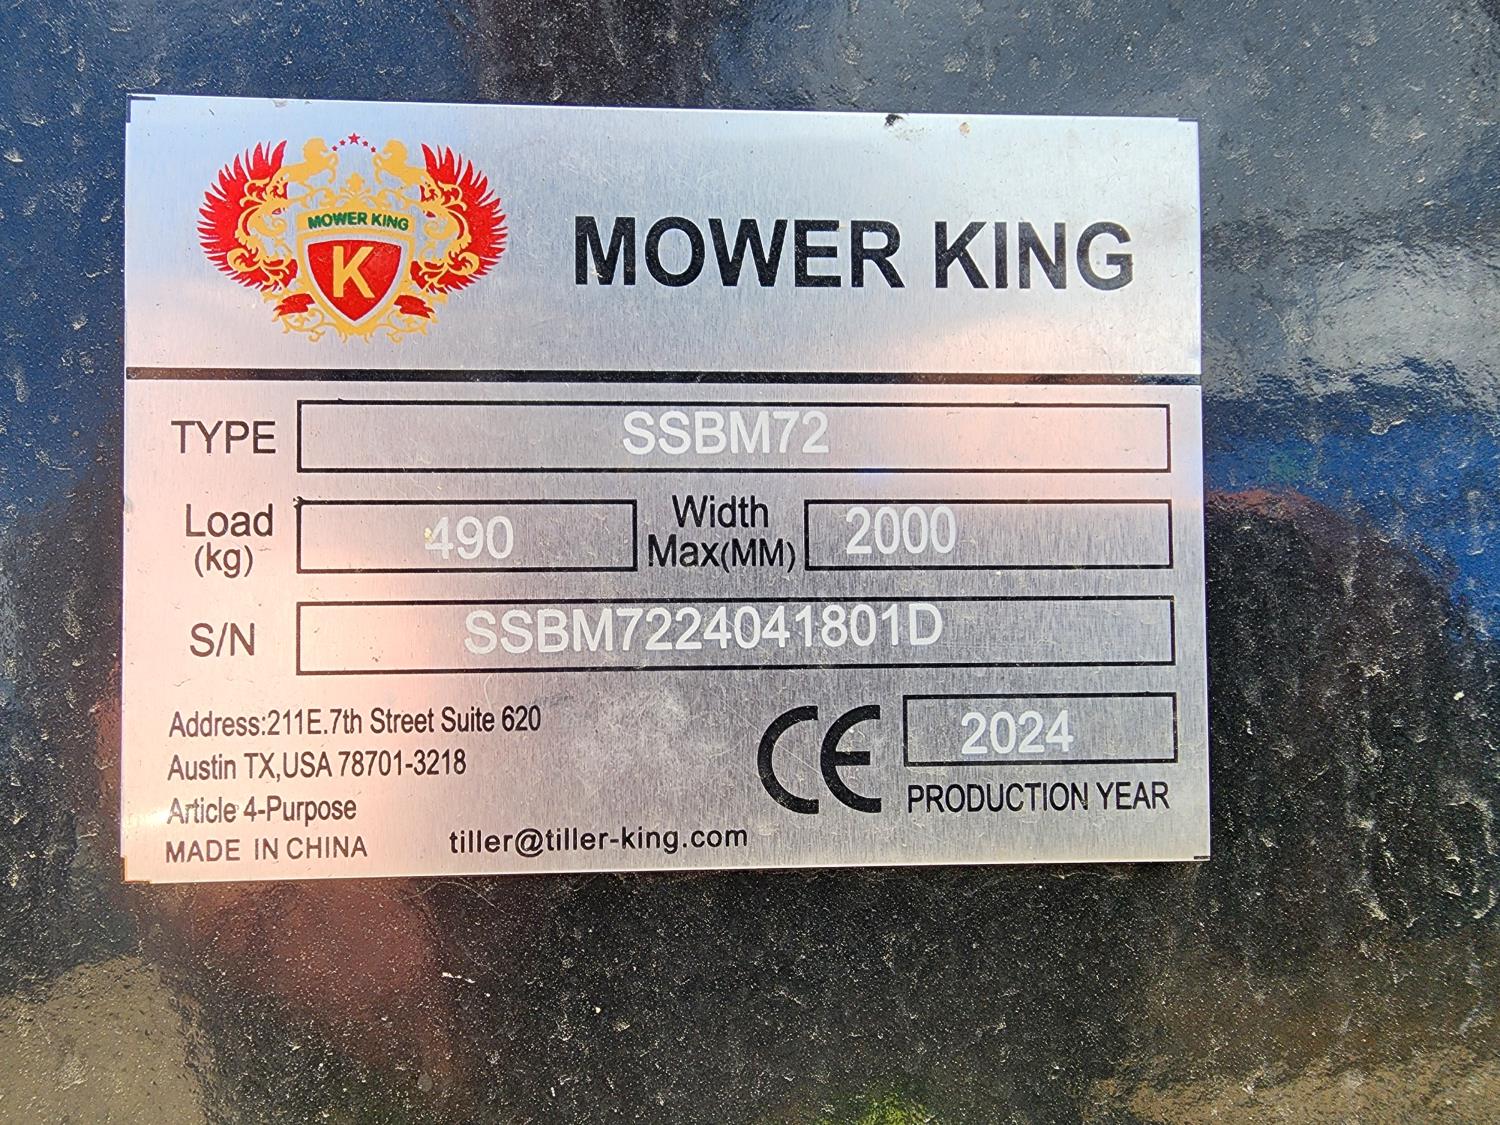 MOWER KING
K
MOWER KING
TYPE SSBM72
Load (kg) 490 Width Max(MM) 2000
S/N SSBM7224041801D
Address:211E.7th Street Suite 620
Austin TX,USA 78701-3218
Article 4-Purpose
MADE IN CHINA
tiller@tiller-king.com
CE 2024
PRODUCTION YEAR